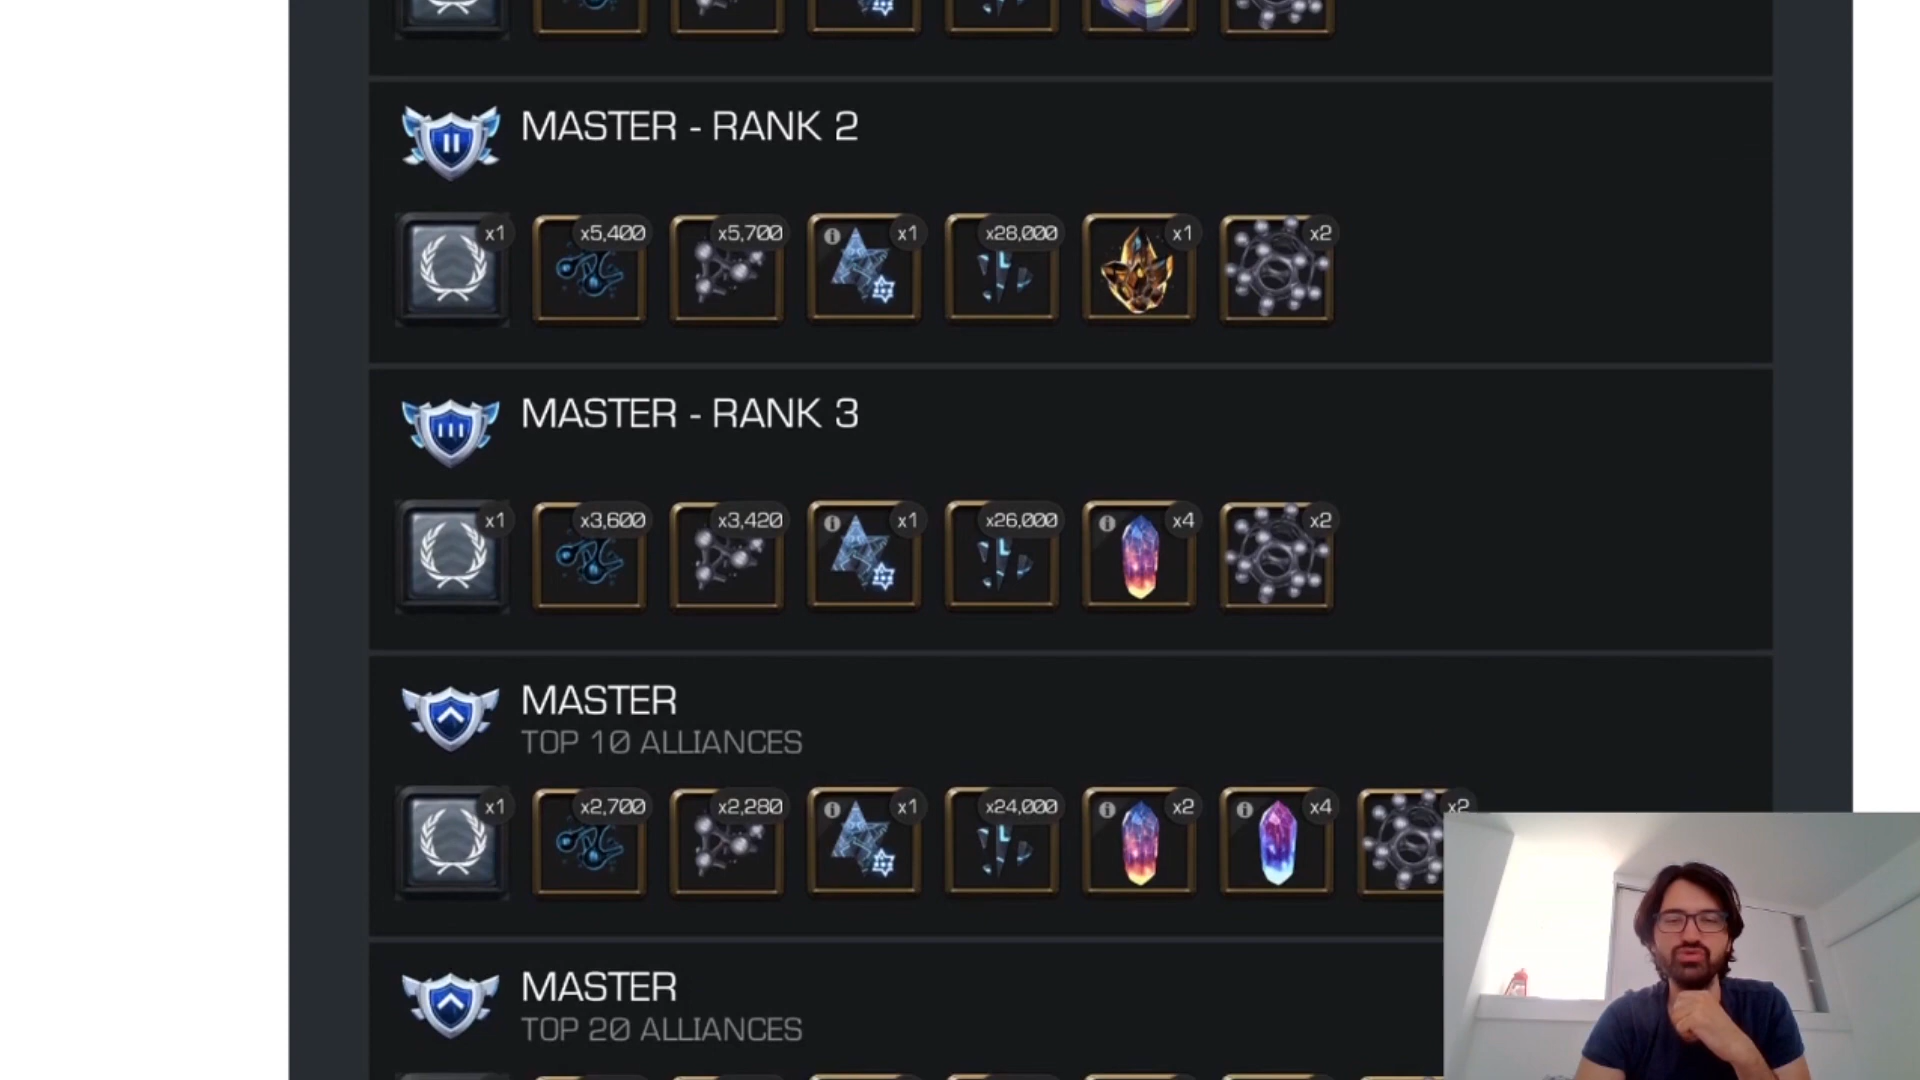 MASTER - RANK 2
x1 x5,400 x5,700 x1 x28,000 x1 x2
MASTER - RANK 3
x1 x3,600 x3,420 x1 x26,000 x4 x2
MASTER
TOP 10 ALLIANCES
x1 x2,700 x2,280 x1 x24,000 x2 x4 x2
MASTER
TOP 20 ALLIANCES